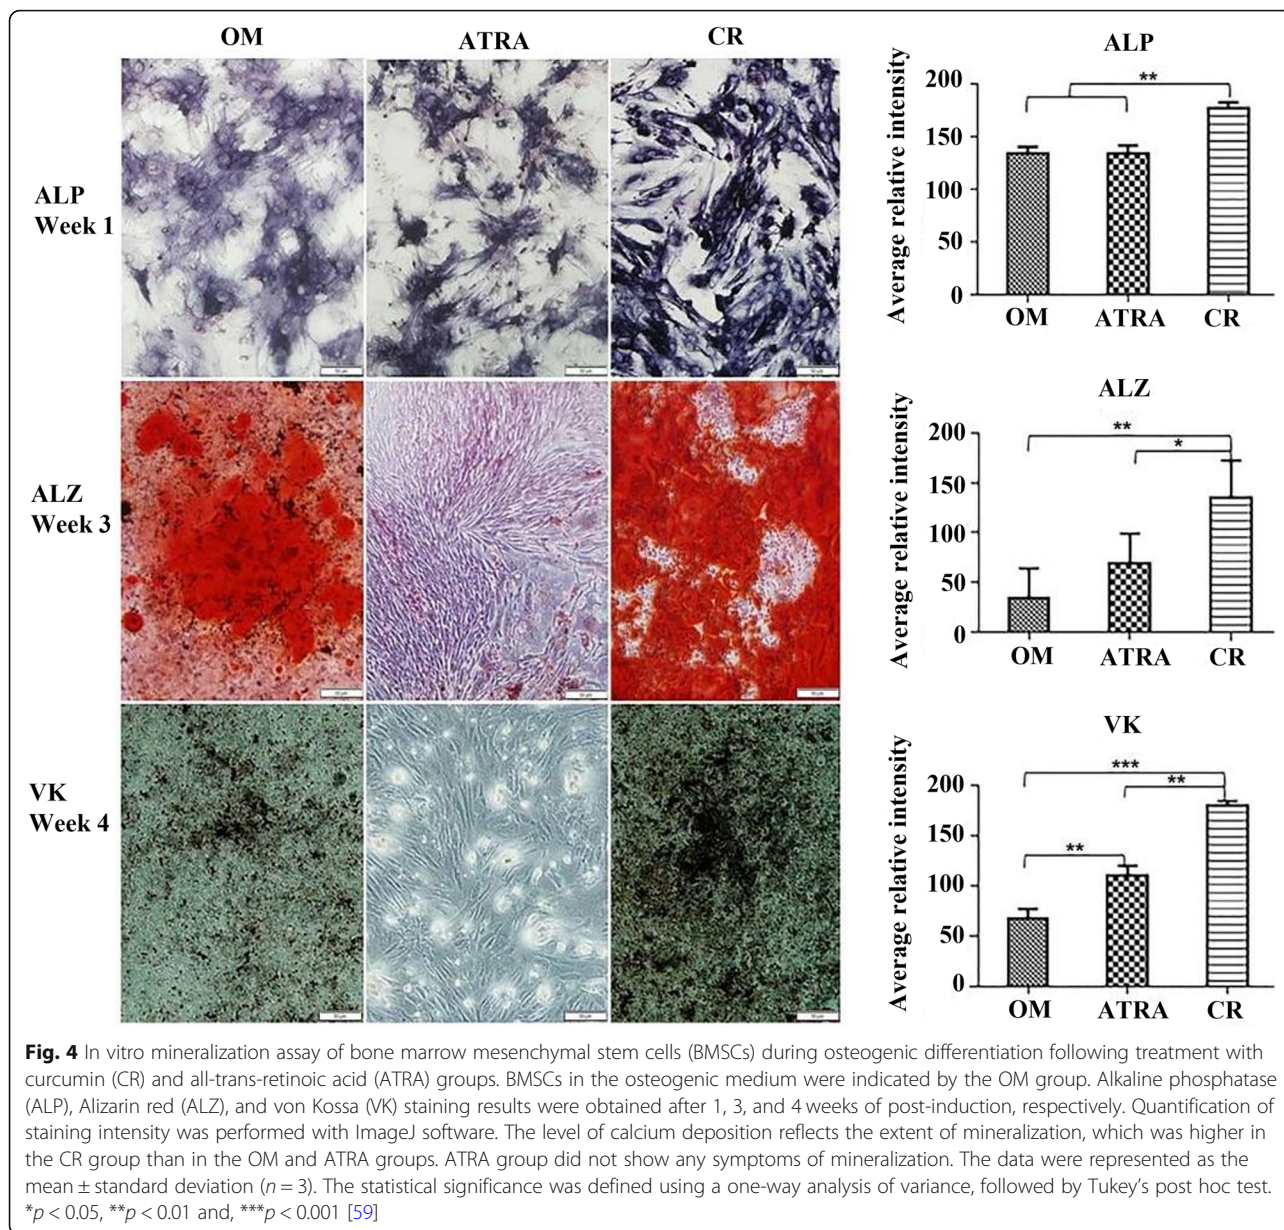 OM ATRA CR
ALP
Week 1
ALZ
Week 3
VK
Week 4
ALP
Average relative intensity
200
150
100
50
0
**
OM ATRA CR
ALZ
Average relative intensity
200
150
100
50
0
**
*
OM ATRA CR
VK
Average relative intensity
200
150
100
50
0
***
**
**
OM ATRA CR
Fig. 4 In vitro mineralization assay of bone marrow mesenchymal stem cells (BMSCs) during osteogenic differentiation following treatment with
curcumin (CR) and all-trans-retinoic acid (ATRA) groups. BMSCs in the osteogenic medium were indicated by the OM group. Alkaline phosphatase
(ALP), Alizarin red (ALZ), and von Kossa (VK) staining results were obtained after 1, 3, and 4 weeks of post-induction, respectively. Quantification of
staining intensity was performed with ImageJ software. The level of calcium deposition reflects the extent of mineralization, which was higher in
the CR group than in the OM and ATRA groups. ATRA group did not show any symptoms of mineralization. The data were represented as the
mean ± standard deviation (n = 3). The statistical significance was defined using a one-way analysis of variance, followed by Tukey's post hoc test.
*p < 0.05, **p < 0.01 and, ***p < 0.001 [59]